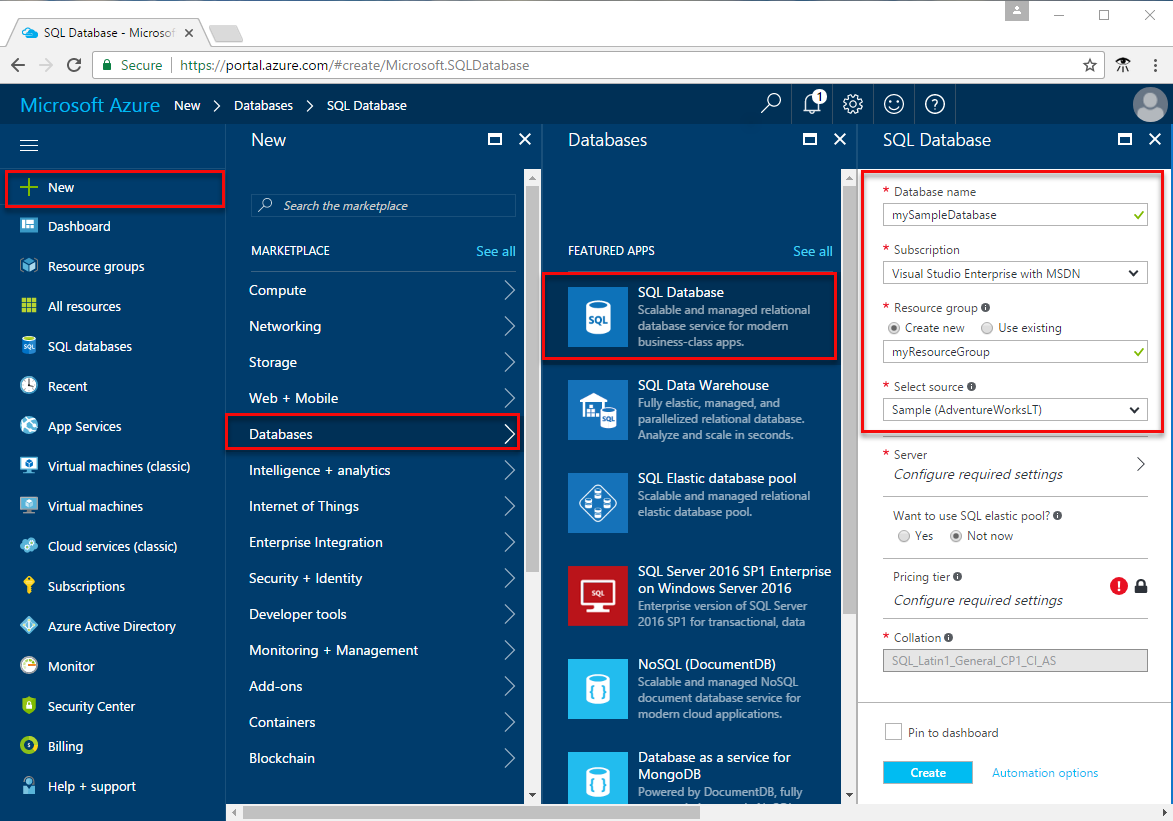 SQL Database - Microsof
Secure https://portal.azure.com/#create/Microsoft.SQLDatabase
Microsoft Azure New > Databases > SQL Database
1
New
Dashboard
Resource groups
All resources
SQL databases
Recent
App Services
Virtual machines (classic)
Virtual machines
Cloud services (classic)
Subscriptions
Azure Active Directory
Monitor
Security Center
Billing
Help + support
New
Search the marketplace
MARKETPLACE See all
Compute
Networking
Storage
Web + Mobile
Databases
Intelligence + analytics
Internet of Things
Enterprise Integration
Security + Identity
Developer tools
Monitoring + Management
Add-ons
Containers
Blockchain
Databases
FEATURED APPS See all
SQL
SQL Database
Scalable and managed relational
database service for modern
business-class apps.
SQL
SQL Data Warehouse
Fully elastic, managed, and
parallelized relational database.
Analyze and scale in seconds.
SQL Elastic database pool
Scalable and managed relational
elastic database pool.
SQL
SQL Server 2016 SP1 Enterprise
on Windows Server 2016
Enterprise version of SQL Server
2016 SP1 for transactional, data
NoSQL (DocumentDB)
Scalable and managed NoSQL
document database service for
modern cloud applications.
Database as a service for
MongoDB
Powered by DocumentDB, fully
SQL Database
* Database name
mySampleDatabase
* Subscription
Visual Studio Enterprise with MSDN
* Resource group
Create new Use existing
myResourceGroup
* Select source
Sample (AdventureWorksLT)
* Server
Configure required settings
Want to use SQL elastic pool?
Yes Not now
Pricing tier
Configure required settings
* Collation
SQL_Latin1_General_CP1_CI_AS
Pin to dashboard
Create Automation options